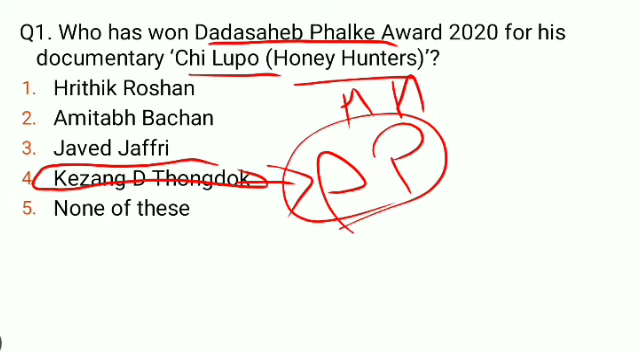 Q1. Who has won Dadasaheb Phalke Award 2020 for his
documentary ‘Chi Lupo (Honey Hunters)’?
1. Hrithik Roshan
2. Amitabh Bachan
3. Javed Jaffri
4. Kezang D Thongdok
5. None of these